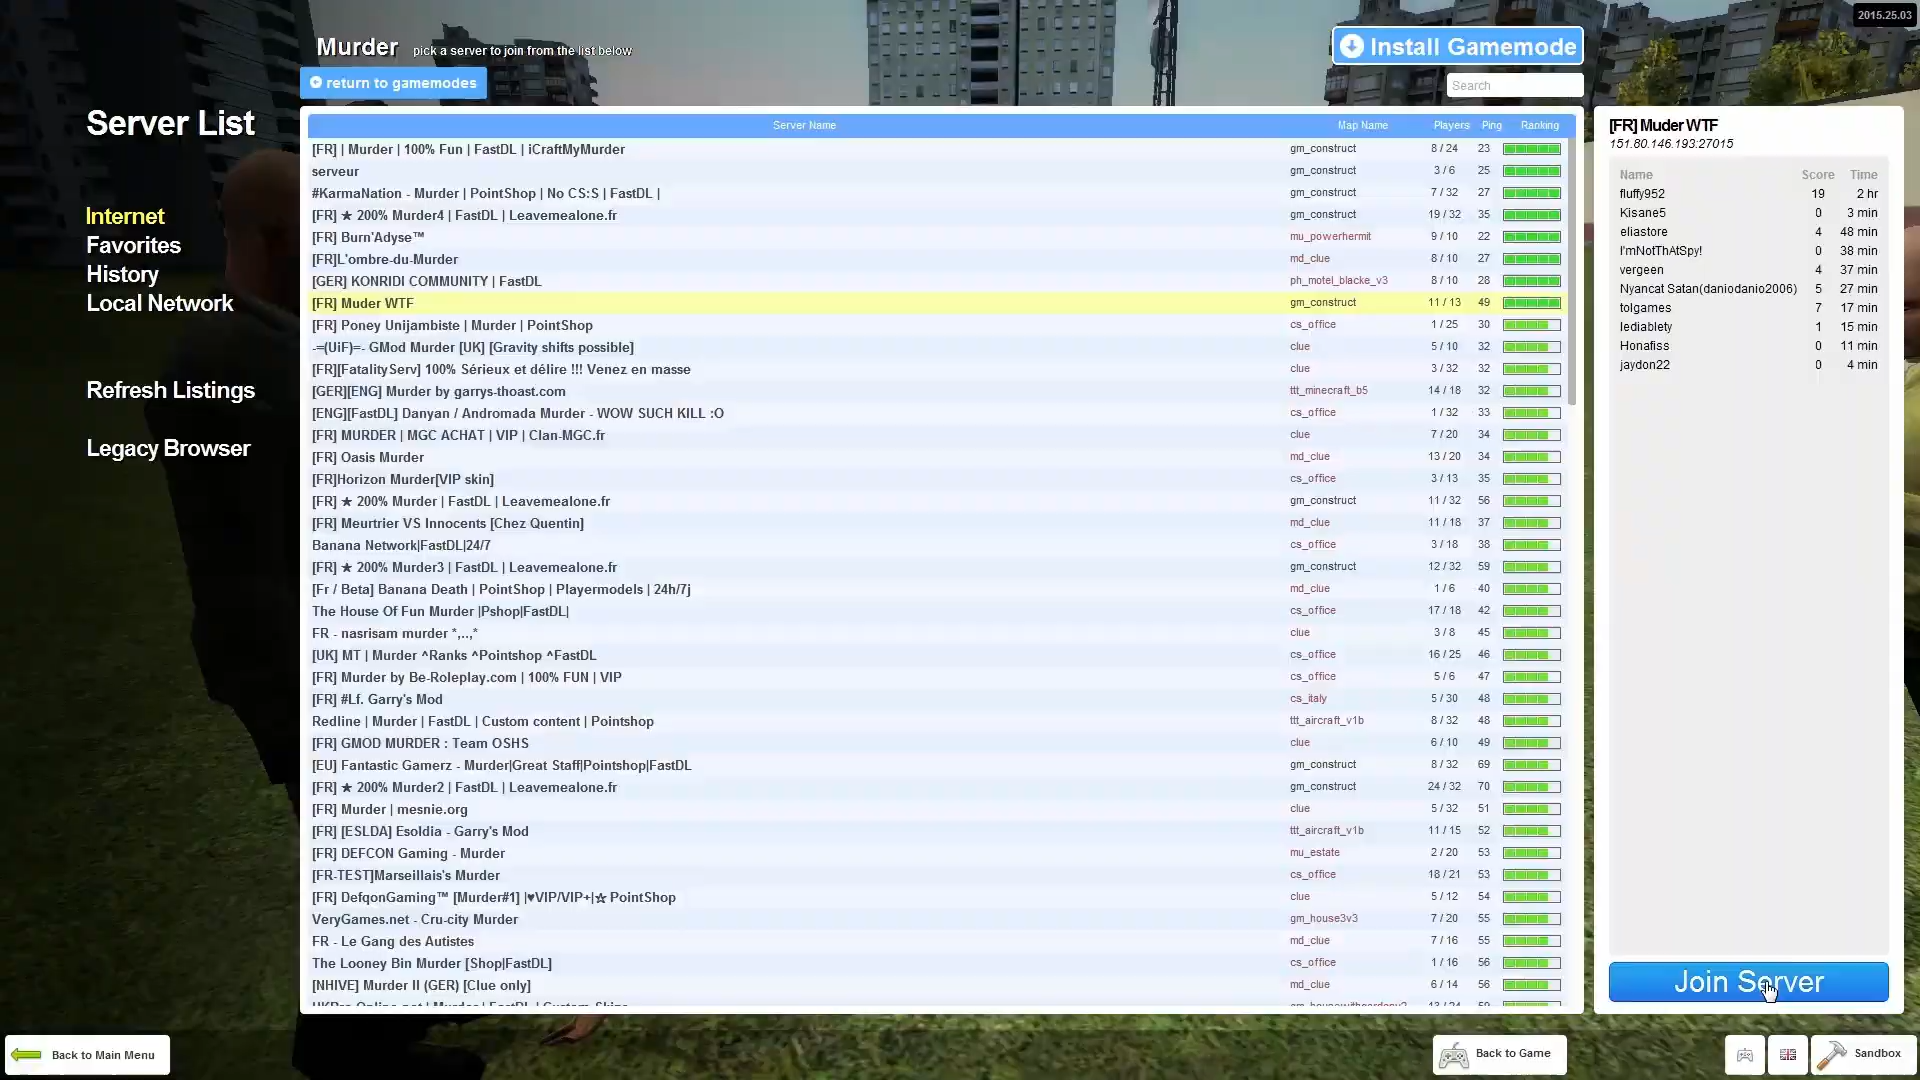 2015.25.03
Murder pick a server to join from the list below
Install Gamemode
return to gamemodes
Search
Server List
Internet
Favorites
History
Local Network
Refresh Listings
Legacy Browser
Server Name Map Name Players Ping Ranking
[FR] | Murder | 100% Fun | FastDL | iCraftMyMurder gm_construct 8 / 24 23
serveur gm_construct 3 / 6 25
#KarmaNation - Murder | PointShop | No CS:S | FastDL | gm_construct 7 / 32 27
[FR] ★ 200% Murder4 | FastDL | Leavemealone.fr gm_construct 19 / 32 35
[FR] Burn'Adyse™ mu_powerhermit 9 / 10 22
[FR]L'ombre-du-Murder md_clue 8 / 10 27
[GER] KONRIDI COMMUNITY | FastDL ph_motel_blacke_v3 8 / 10 28
[FR] Muder WTF gm_construct 11 / 13 49
[FR] Poney Unijambiste | Murder | PointShop cs_office 1 / 25 30
-=(UiF)=- GMod Murder [UK] [Gravity shifts possible] clue 5 / 10 32
[FR][FatalityServ] 100% Sérieux et délire !!! Venez en masse clue 3 / 32 32
[GER][ENG] Murder by garrys-thoast.com ttt_minecraft_b5 14 / 18 32
[ENG][FastDL] Danyan / Andromada Murder - WOW SUCH KILL :O cs_office 1 / 32 33
[FR] MURDER | MGC ACHAT | VIP | Clan-MGC.fr clue 7 / 20 34
[FR] Oasis Murder md_clue 13 / 20 34
[FR]Horizon Murder[VIP skin] cs_office 3 / 13 35
[FR] ★ 200% Murder | FastDL | Leavemealone.fr gm_construct 11 / 32 56
[FR] Meurtrier VS Innocents [Chez Quentin] md_clue 11 / 18 37
Banana Network|FastDL|24/7 cs_office 3 / 18 38
[FR] ★ 200% Murder3 | FastDL | Leavemealone.fr gm_construct 12 / 32 59
[Fr / Beta] Banana Death | PointShop | Playermodels | 24h/7j md_clue 1 / 6 40
The House Of Fun Murder |Pshop|FastDL| cs_office 17 / 18 42
FR - nasrisam murder *,..,* clue 3 / 8 45
[UK] MT | Murder ^Ranks ^Pointshop ^FastDL cs_office 16 / 25 46
[FR] Murder by Be-Roleplay.com | 100% FUN | VIP cs_office 5 / 6 47
[FR] #Lf. Garry's Mod cs_italy 5 / 30 48
Redline | Murder | FastDL | Custom content | Pointshop ttt_aircraft_v1b 8 / 32 48
[FR] GMOD MURDER : Team OSHS clue 6 / 10 49
[EU] Fantastic Gamerz - Murder|Great Staff|Pointshop|FastDL gm_construct 8 / 32 69
[FR] ★ 200% Murder2 | FastDL | Leavemealone.fr gm_construct 24 / 32 70
[FR] Murder | mesnie.org clue 5 / 32 51
[FR] [ESLDA] Esoldia - Garry's Mod ttt_aircraft_v1b 11 / 15 52
[FR] DEFCON Gaming - Murder mu_estate 2 / 20 53
[FR-TEST]Marseillais's Murder cs_office 18 / 21 53
[FR] DefqonGaming™ [Murder#1] |♥VIP/VIP+|☆ PointShop clue 5 / 12 54
VeryGames.net - Cru-city Murder gm_house3v3 7 / 20 55
FR - Le Gang des Autistes md_clue 7 / 16 55
The Looney Bin Murder [Shop|FastDL] cs_office 1 / 16 56
[NHIVE] Murder II (GER) [Clue only] md_clue 6 / 14 56
[FR] Muder WTF
151.80.146.193:27015
Name Score Time
fluffy952 19 2 hr
Kisane5 0 3 min
eliastore 4 48 min
I'mNotThAtSpy! 0 38 min
vergeen 4 37 min
Nyancat Satan(daniodanio2006) 5 27 min
tolgames 7 17 min
lediablety 1 15 min
Honafiss 0 11 min
jaydon22 0 4 min
Join Server
Back to Main Menu
Back to Game
Sandbox